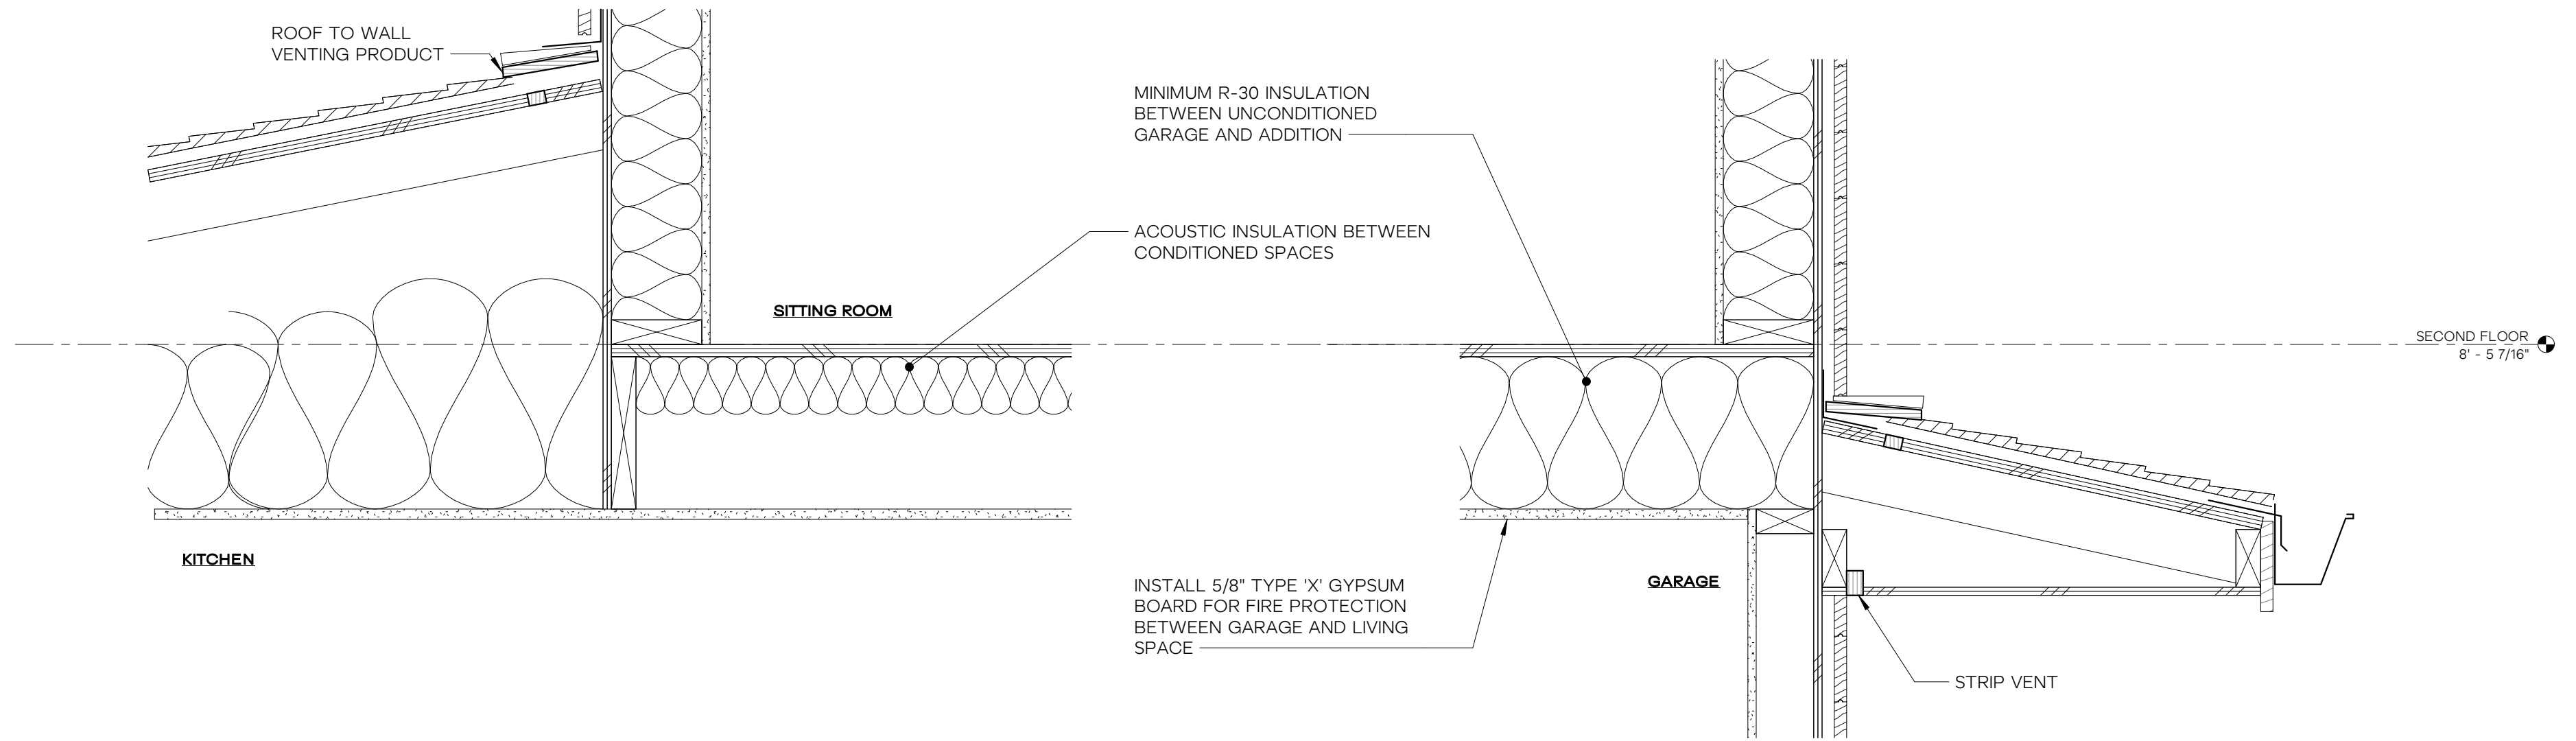 ROOF TO WALL
VENTING PRODUCT
MINIMUM R-30 INSULATION
BETWEEN UNCONDITIONED
GARAGE AND ADDITION
ACOUSTIC INSULATION BETWEEN
CONDITIONED SPACES
SITTING ROOM
SECOND FLOOR
8' - 5 7/16"
KITCHEN
INSTALL 5/8" TYPE 'X' GYPSUM
BOARD FOR FIRE PROTECTION
BETWEEN GARAGE AND LIVING
SPACE
GARAGE
STRIP VENT